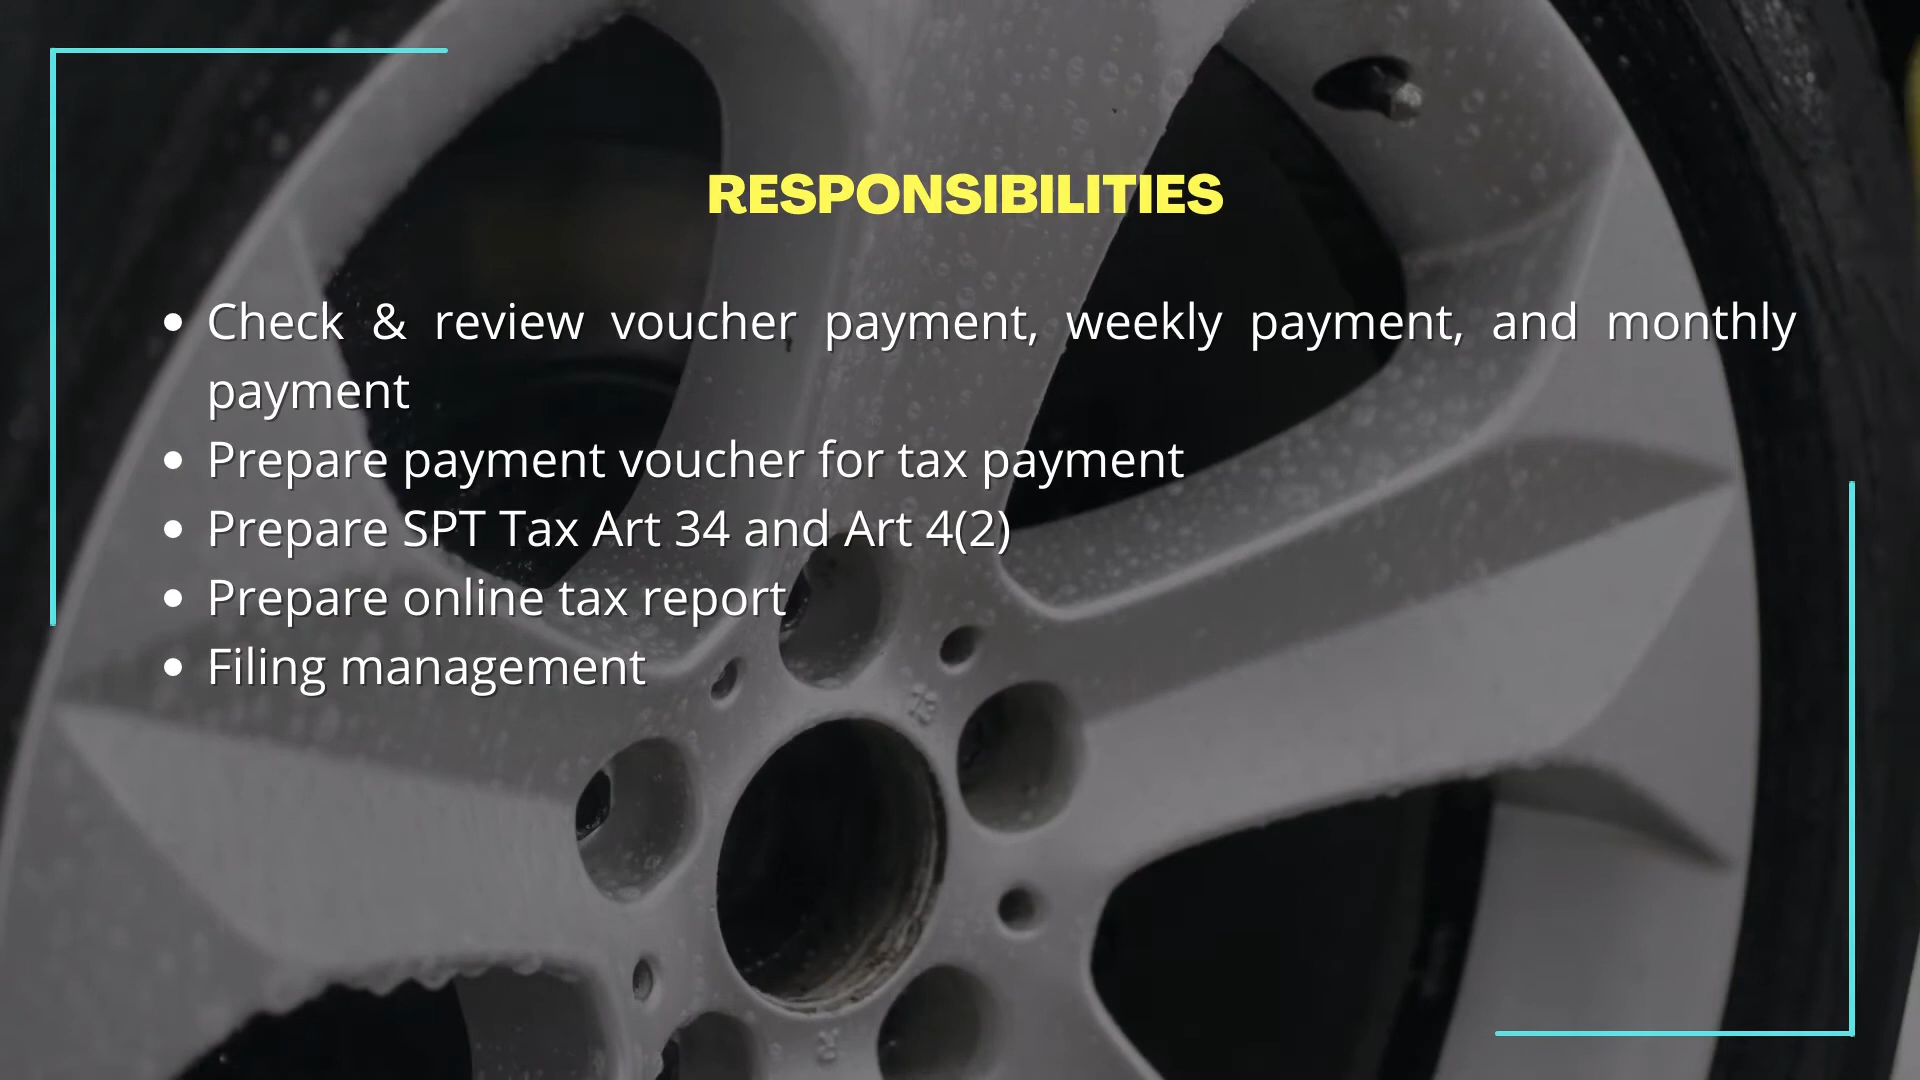 RESPONSIBILITIES
• Check & review voucher payment, weekly payment, and monthly
payment
• Prepare payment voucher for tax payment
• Prepare SPT Tax Art 34 and Art 4(2)
• Prepare online tax report
• Filing management